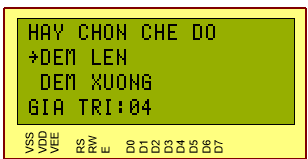 HAY CHON CHE DO
→DEM LEN
DEM XUONG
GIA TRI:04
VSS VDD VEE RS RW E D0 D1 D2 D3 D4 D5 D6 D7